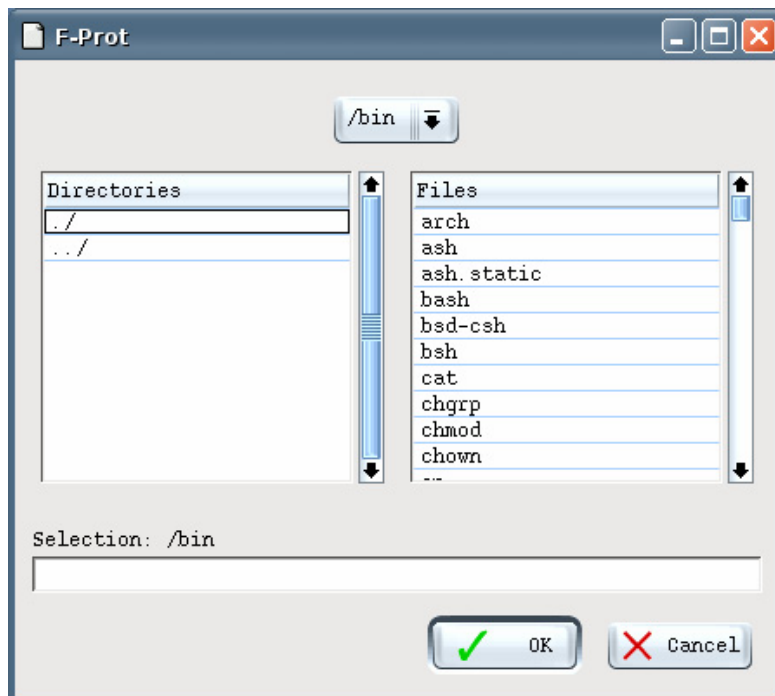 F-Prot
/bin
Directories
./
../
Files
arch
ash
ash.static
bash
bsd-csh
bsh
cat
chgrp
chmod
chown
Selection: /bin
OK
Cancel